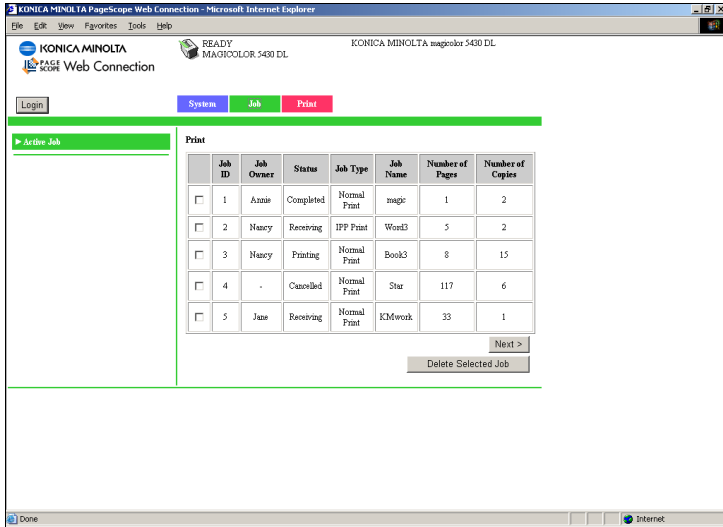 KONICA MINOLTA PageScope Web Connection - Microsoft Internet Explorer
File Edit View Favorites Tools Help
KONICA MINOLTA
PAGE SCOPE Web Connection
READY
MAGICOLOR 5430 DL
KONICA MINOLTA magicolor 5430 DL
Login
System Job Print
Active Job
Print
Job ID Job Owner Status Job Type Job Name Number of Pages Number of Copies
1 Annie Completed Normal Print magic 1 2
2 Nancy Receiving IPP Print Word3 5 2
3 Nancy Printing Normal Print Book3 8 15
4 - Cancelled Normal Print Star 117 6
5 Jane Receiving Normal Print KMwork 33 1
Next >
Delete Selected Job
Done
Internet